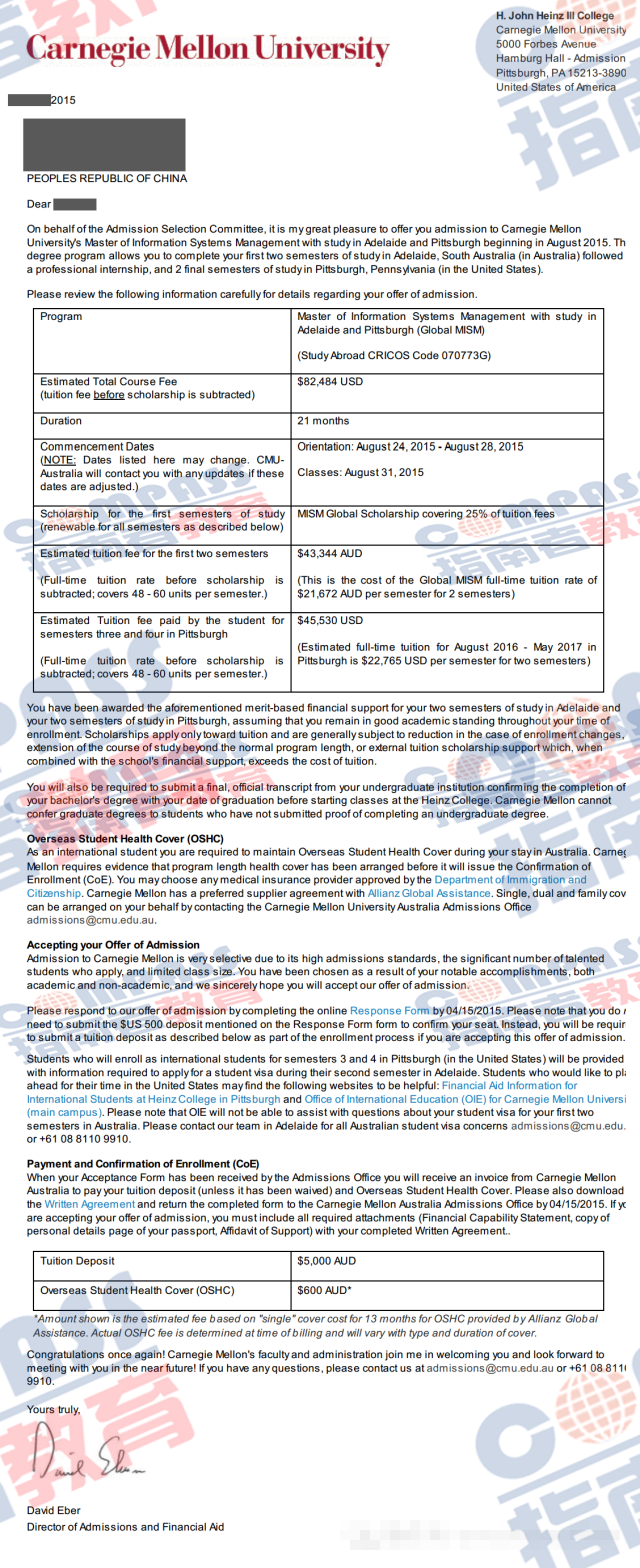 H. John Heinz III College
Carnegie Mellon University
Carnegie Mellon University
5000 Forbes Avenue
Hamburg Hall - Admission
Pittsburgh, PA 15213-3890
United States of America
2015
PEOPLES REPUBLIC OF CHINA
Dear
On behalf of the Admission Selection Committee, it is my great pleasure to offer you admission to Carnegie Mellon
University's Master of Information Systems Management with study in Adelaide and Pittsburgh beginning in August 2015. Th
degree program allows you to complete your first two semesters of study in Adelaide, South Australia (in Australia) followed
a professional internship, and 2 final semesters of study in Pittsburgh, Pennsylvania (in the United States).
Please review the following information carefully for details regarding your offer of admission.
Program
Master of Information Systems Management with study in
Adelaide and Pittsburgh (Global MISM)
(Study Abroad CRICOS Code 070773G)
Estimated Total Course Fee
(tuition fee before scholarship is subtracted)
$82,484 USD
Duration
21 months
Commencement Dates
(NOTE: Dates listed here may change. CMU-
Australia will contact you with any updates if these
dates are adjusted.)
Orientation: August 24, 2015 - August 28, 2015
Classes: August 31, 2015
Scholarship for the first semesters of study
(renewable for all semesters as described below)
MISM Global Scholarship covering 25% of tuition fees
Estimated tuition fee for the first two semesters
(Full-time tuition rate before scholarship is
subtracted; covers 48 - 60 units per semester.)
$43,344 AUD
(This is the cost of the Global MISM full-time tuition rate of
$21,672 AUD per semester for 2 semesters)
Estimated Tuition fee paid by the student for
semesters three and four in Pittsburgh
(Full-time tuition rate before scholarship is
subtracted; covers 48 - 60 units per semester.)
$45,530 USD
(Estimated full-time tuition for August 2016 - May 2017 in
Pittsburgh is $22,765 USD per semester for two semesters)
You have been awarded the aforementioned merit-based financial support for your two semesters of study in Adelaide and
your two semesters of study in Pittsburgh, assuming that you remain in good academic standing throughout your time of
enrollment. Scholarships apply only toward tuition and are generally subject to reduction in the case of enrollment changes,
extension of the course of study beyond the normal program length, or external tuition scholarship support which, when
combined with the school's financial support, exceeds the cost of tuition.
You will also be required to submit a final, official transcript from your undergraduate institution confirming the completion of
your bachelor's degree with your date of graduation before starting classes at the Heinz College. Carnegie Mellon cannot
confer graduate degrees to students who have not submitted proof of completing an undergraduate degree.
Overseas Student Health Cover (OSHC)
As an international student you are required to maintain Overseas Student Health Cover during your stay in Australia. Carneg
Mellon requires evidence that program length health cover has been arranged before it will issue the Confirmation of
Enrollment (CoE). You may choose any medical insurance provider approved by the Department of Immigration and
Citizenship. Carnegie Mellon has a preferred supplier agreement with Allianz Global Assistance. Single, dual and family cov
can be arranged on your behalf by contacting the Carnegie Mellon University Australia Admissions Office
admissions@cmu.edu.au.
Accepting your Offer of Admission
Admission to Carnegie Mellon is very selective due to its high admissions standards, the significant number of talented
students who apply, and limited class size. You have been chosen as a result of your notable accomplishments, both
academic and non-academic, and we sincerely hope you will accept our offer of admission.
Please respond to our offer of admission by completing the online Response Form by 04/15/2015. Please note that you do
need to submit the $US 500 deposit mentioned on the Response Form form to confirm your seat. Instead, you will be requir
to submit a tuition deposit as described below as part of the enrollment process if you are accepting this offer of admission.
Students who will enroll as international students for semesters 3 and 4 in Pittsburgh (in the United States) will be provided
with information required to apply for a student visa during their second semester in Adelaide. Students who would like to pla
ahead for their time in the United States may find the following websites to be helpful: Financial Aid Information for
International Students at Heinz College in Pittsburgh and Office of International Education (OIE) for Carnegie Mellon Universi
(main campus). Please note that OIE will not be able to assist with questions about your student visa for your first two
semesters in Australia. Please contact our team in Adelaide for all Australian student visa concerns admissions@cmu.edu.
or +61 08 8110 9910.
Payment and Confirmation of Enrollment (CoE)
When your Acceptance Form has been received by the Admissions Office you will receive an invoice from Carnegie Mellon
Australia to pay your tuition deposit (unless it has been waived) and Overseas Student Health Cover. Please also download
the Written Agreement and return the completed form to the Carnegie Mellon Australia Admissions Office by 04/15/2015. If yo
are accepting your offer of admission, you must include all required attachments (Financial Capability Statement, copy of
personal details page of your passport, Affidavit of Support) with your completed Written Agreement..
Tuition Deposit
$5,000 AUD
Overseas Student Health Cover (OSHC)
$600 AUD*
*Amount shown is the estimated fee based on "single" cover cost for 13 months for OSHC provided by Allianz Global
Assistance. Actual OSHC fee is determined at time of billing and will vary with type and duration of cover.
Congratulations once again! Carnegie Mellon's faculty and administration join me in welcoming you and look forward to
meeting with you in the near future! If you have any questions, please contact us at admissions@cmu.edu.au or +61 08 8110
9910.
Yours truly,
David Eber
David Eber
Director of Admissions and Financial Aid
COMPASS
指南者教育